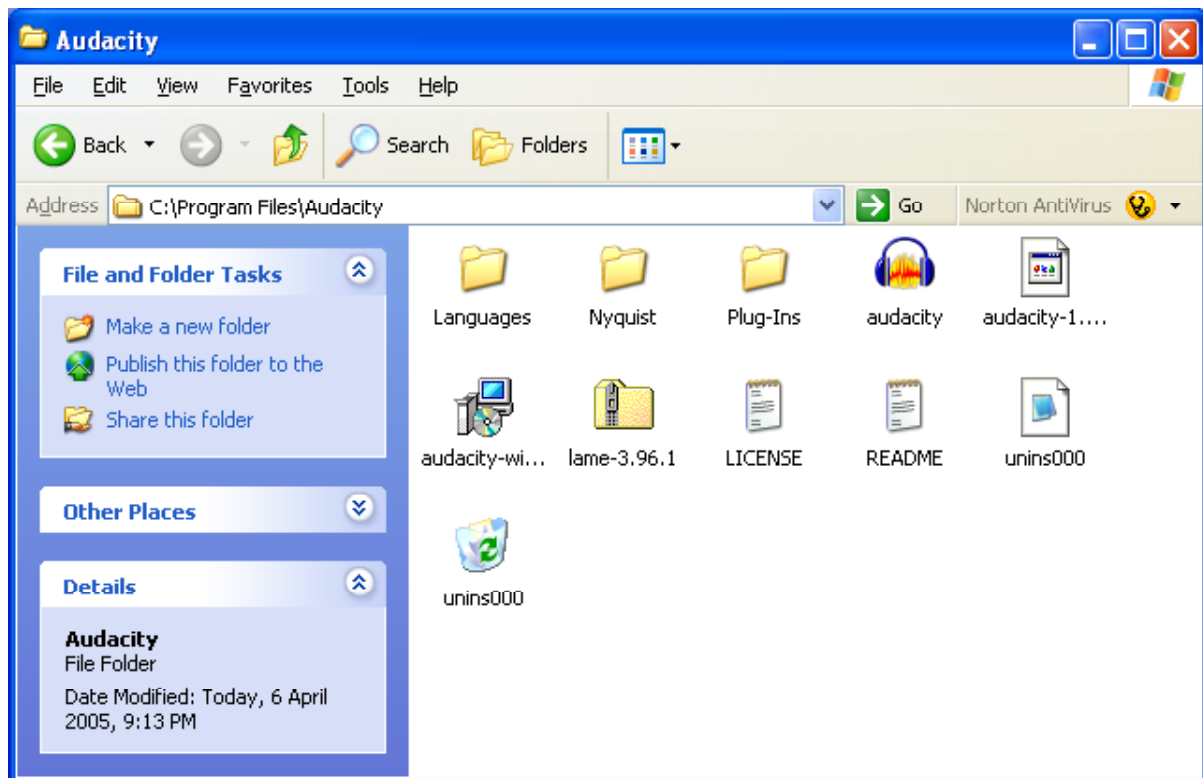 Audacity
File Edit View Favorites Tools Help
Back Search Folders
Address C:\Program Files\Audacity Go Norton AntiVirus
File and Folder Tasks
Make a new folder
Publish this folder to the
Web
Share this folder
Other Places
Details
Audacity
File Folder
Date Modified: Today, 6 April
2005, 9:13 PM
Languages Nyquist Plug-Ins audacity audacity-1....
audacity-wi... lame-3.96.1 LICENSE README unins000
unins000